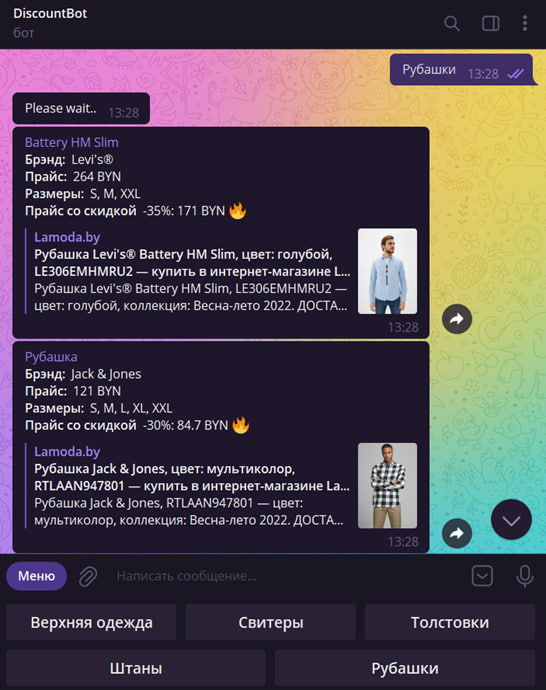 DiscountBot
бот
Рубашки 13:28
Please wait.. 13:28
Battery HM Slim
Брэнд: Levi's®
Прайс: 264 BYN
Размеры: S, M, XXL
Прайс со скидкой -35%: 171 BYN 🔥
Lamoda.by
Рубашка Levi's® Battery HM Slim, цвет: голубой,
LE306EMHMRU2 — купить в интернет-магазине L...
Рубашка Levi's® Battery HM Slim, LE306EMHMRU2 —
цвет: голубой, коллекция: Весна-лето 2022. ДОСТА...
13:28
Рубашка
Брэнд: Jack & Jones
Прайс: 121 BYN
Размеры: S, M, L, XL, XXL
Прайс со скидкой -30%: 84.7 BYN 🔥
Lamoda.by
Рубашка Jack & Jones, цвет: мультиколор,
RTLAAN947801 — купить в интернет-магазине La...
Рубашка Jack & Jones, RTLAAN947801 — цвет:
мультиколор, коллекция: Весна-лето 2022. ДОСТА...
13:28
Меню Написать сообщение...
Верхняя одежда Свитеры Толстовки
Штаны Рубашки